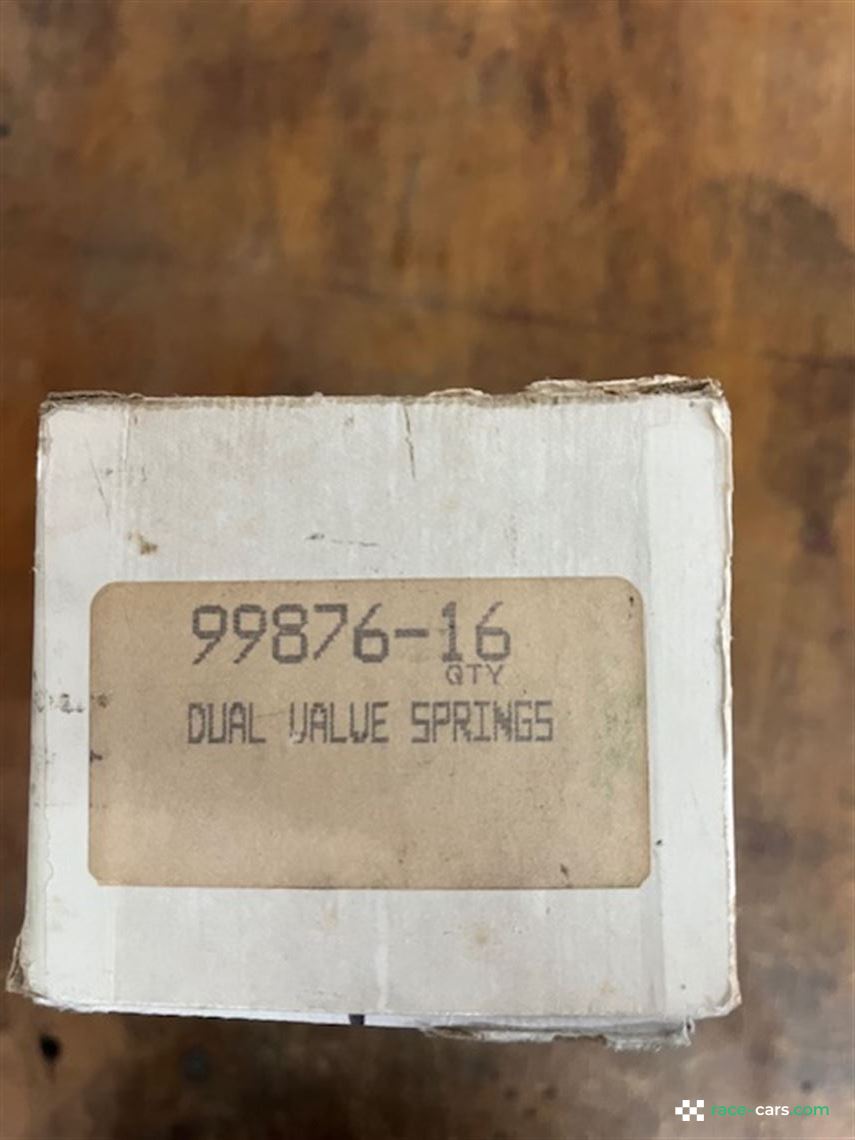 99876-16
QTY
DUAL VALVE SPRINGS
race-cars.com